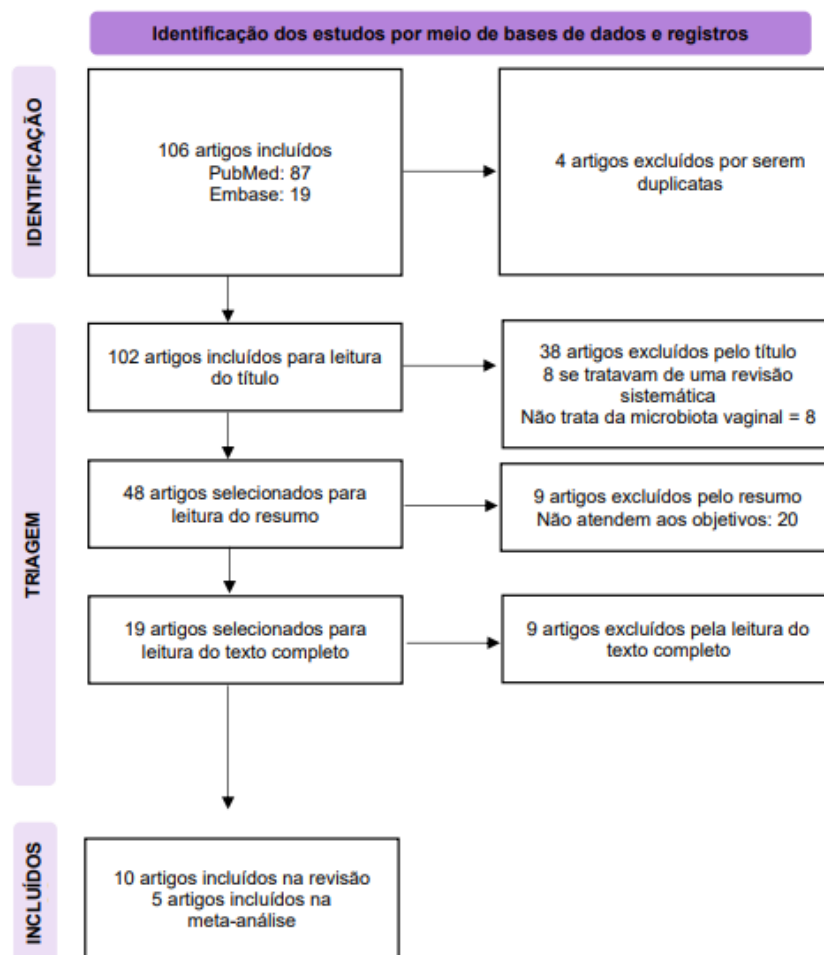 Identificação dos estudos por meio de bases de dados e registros
IDENTIFICAÇÃO
106 artigos incluídos
PubMed: 87
Embase: 19
4 artigos excluídos por serem
duplicatas
TRIAGEM
102 artigos incluídos para leitura
do título
38 artigos excluídos pelo título
8 se tratavam de uma revisão
sistemática
Não trata da microbiota vaginal = 8
48 artigos selecionados para
leitura do resumo
9 artigos excluídos pelo resumo
Não atendem aos objetivos: 20
19 artigos selecionados para
leitura do texto completo
9 artigos excluídos pela leitura do
texto completo
INCLUÍDOS
10 artigos incluídos na revisão
5 artigos incluídos na
meta-análise